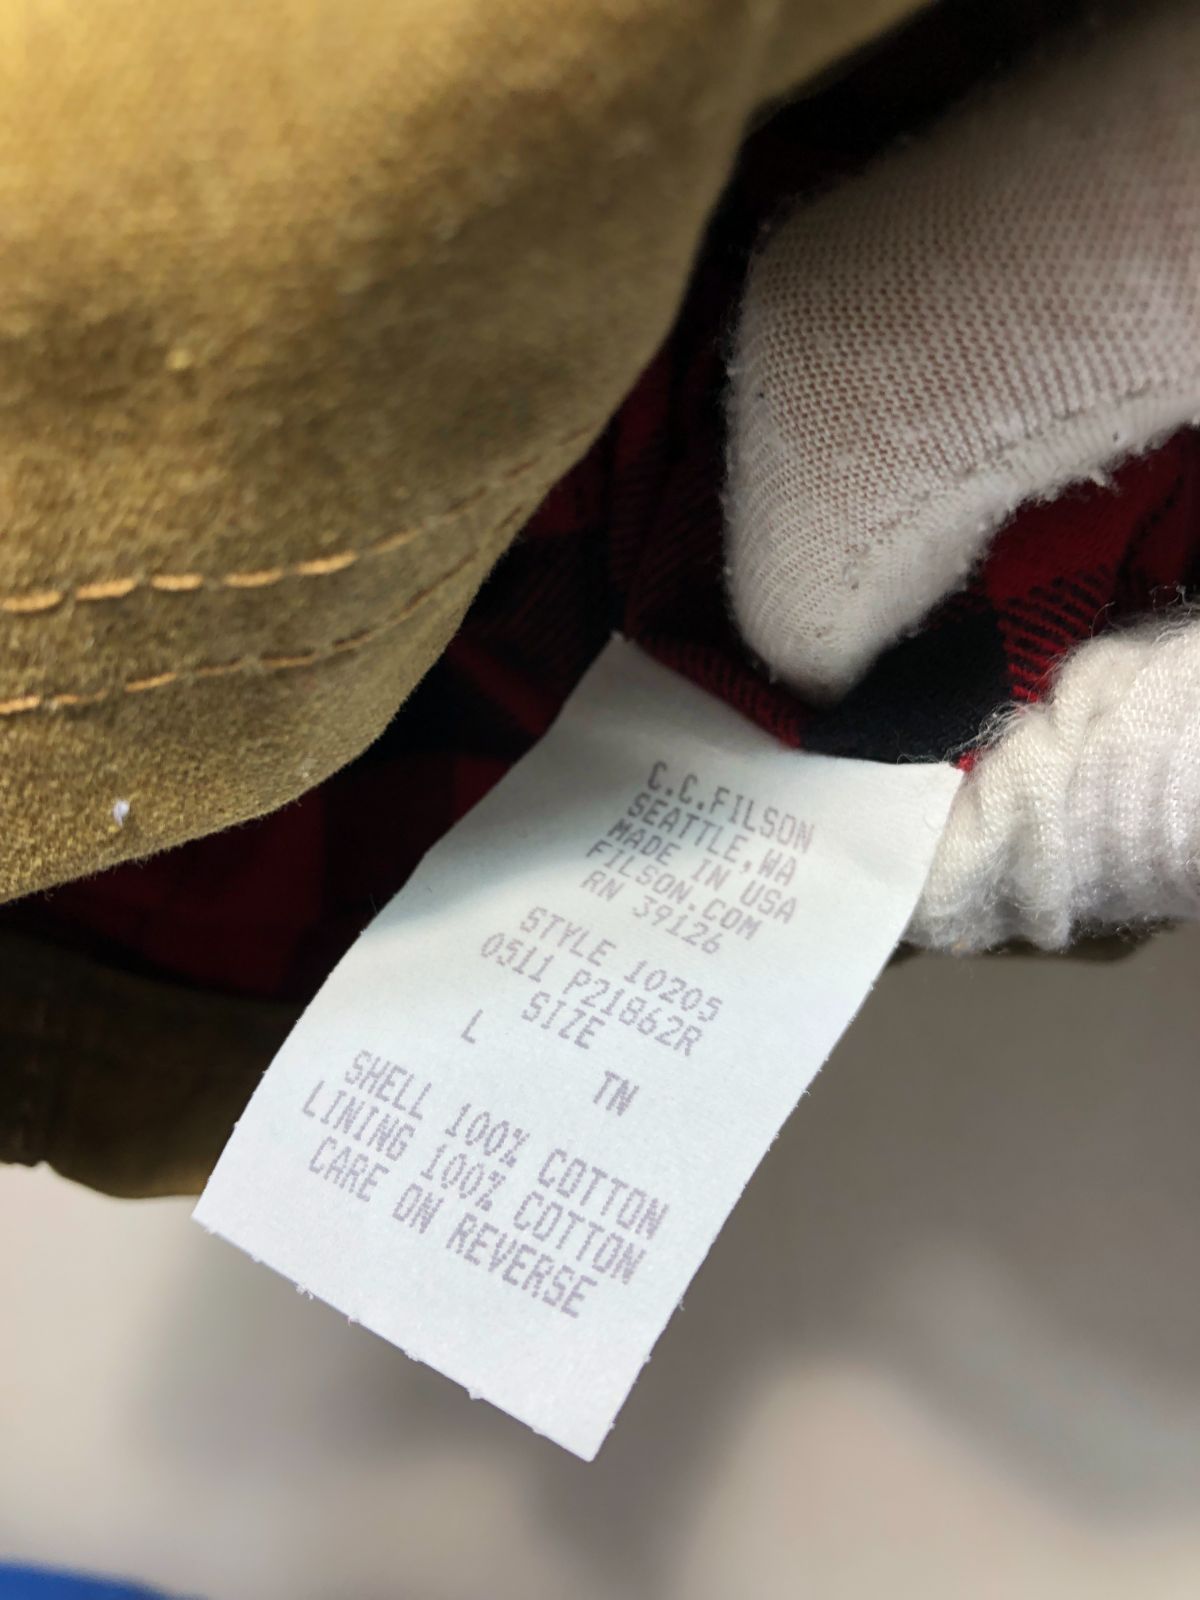 C.C.FILSON
SEATTLE,WA
MADE IN USA
FILSON.COM
RN 39126
STYLE 10205
0511 P21862R
SIZE
L TN
SHELL 100% COTTON
LINING 100% COTTON
CARE ON REVERSE